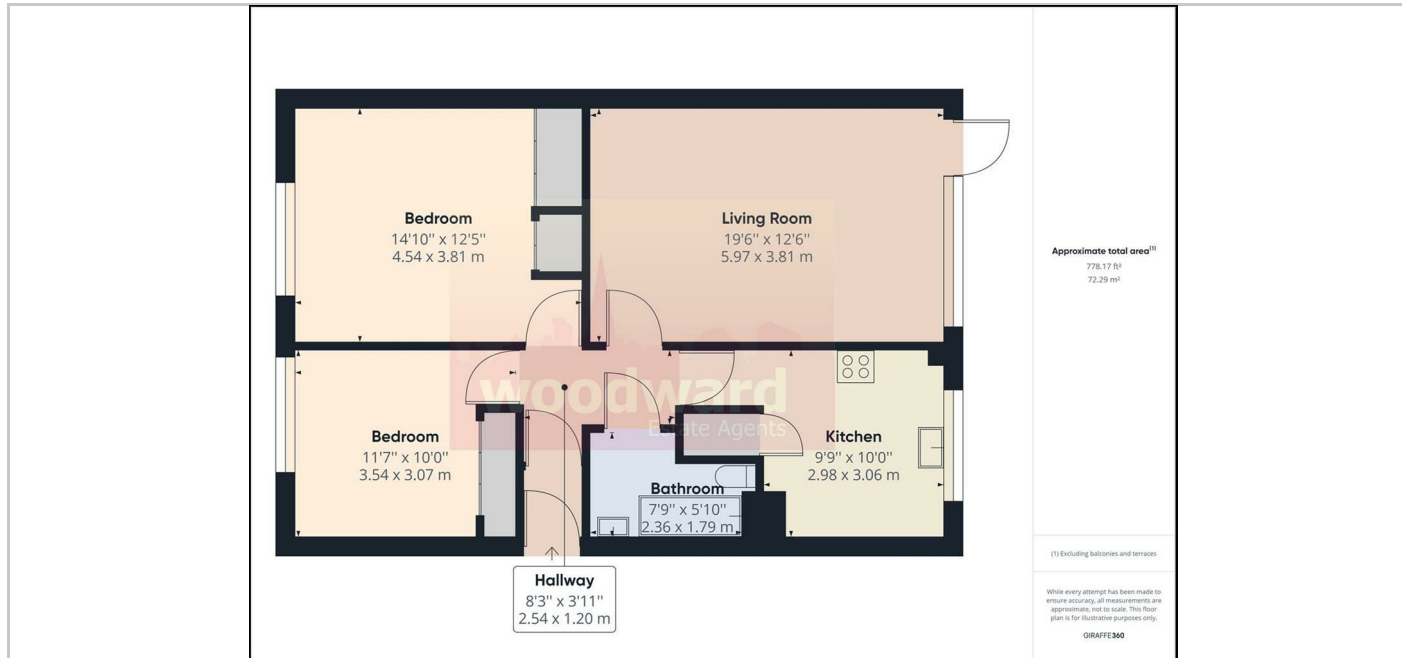 Bedroom
14'10'' x 12'5''
4.54 x 3.81 m
Living Room
19'6'' x 12'6''
5.97 x 3.81 m
woodward
Estate Agents
Bedroom
11'7'' x 10'0''
3.54 x 3.07 m
Kitchen
9'9'' x 10'0''
2.98 x 3.06 m
Bathroom
7'9'' x 5'10''
2.36 x 1.79 m
Hallway
8'3'' x 3'11''
2.54 x 1.20 m
Approximate total area(1)
778.17 ft²
72.29 m²
(1) Excluding balconies and terraces
While every attempt has been made to
ensure accuracy, all measurements are
approximate, not to scale. This floor
plan is for illustrative purposes only.
GIRAFFE360